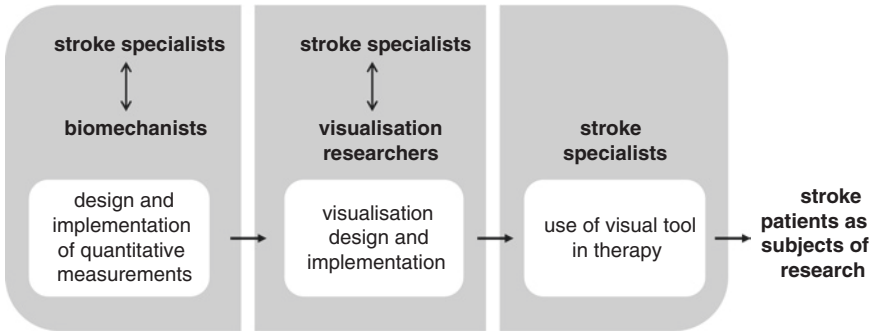 stroke specialists
biomechanists
design and
implementation
of quantitative
measurements
stroke specialists
visualisation
researchers
visualisation
design and
implementation
stroke
specialists
use of visual tool
in therapy
stroke
patients as
subjects of
research